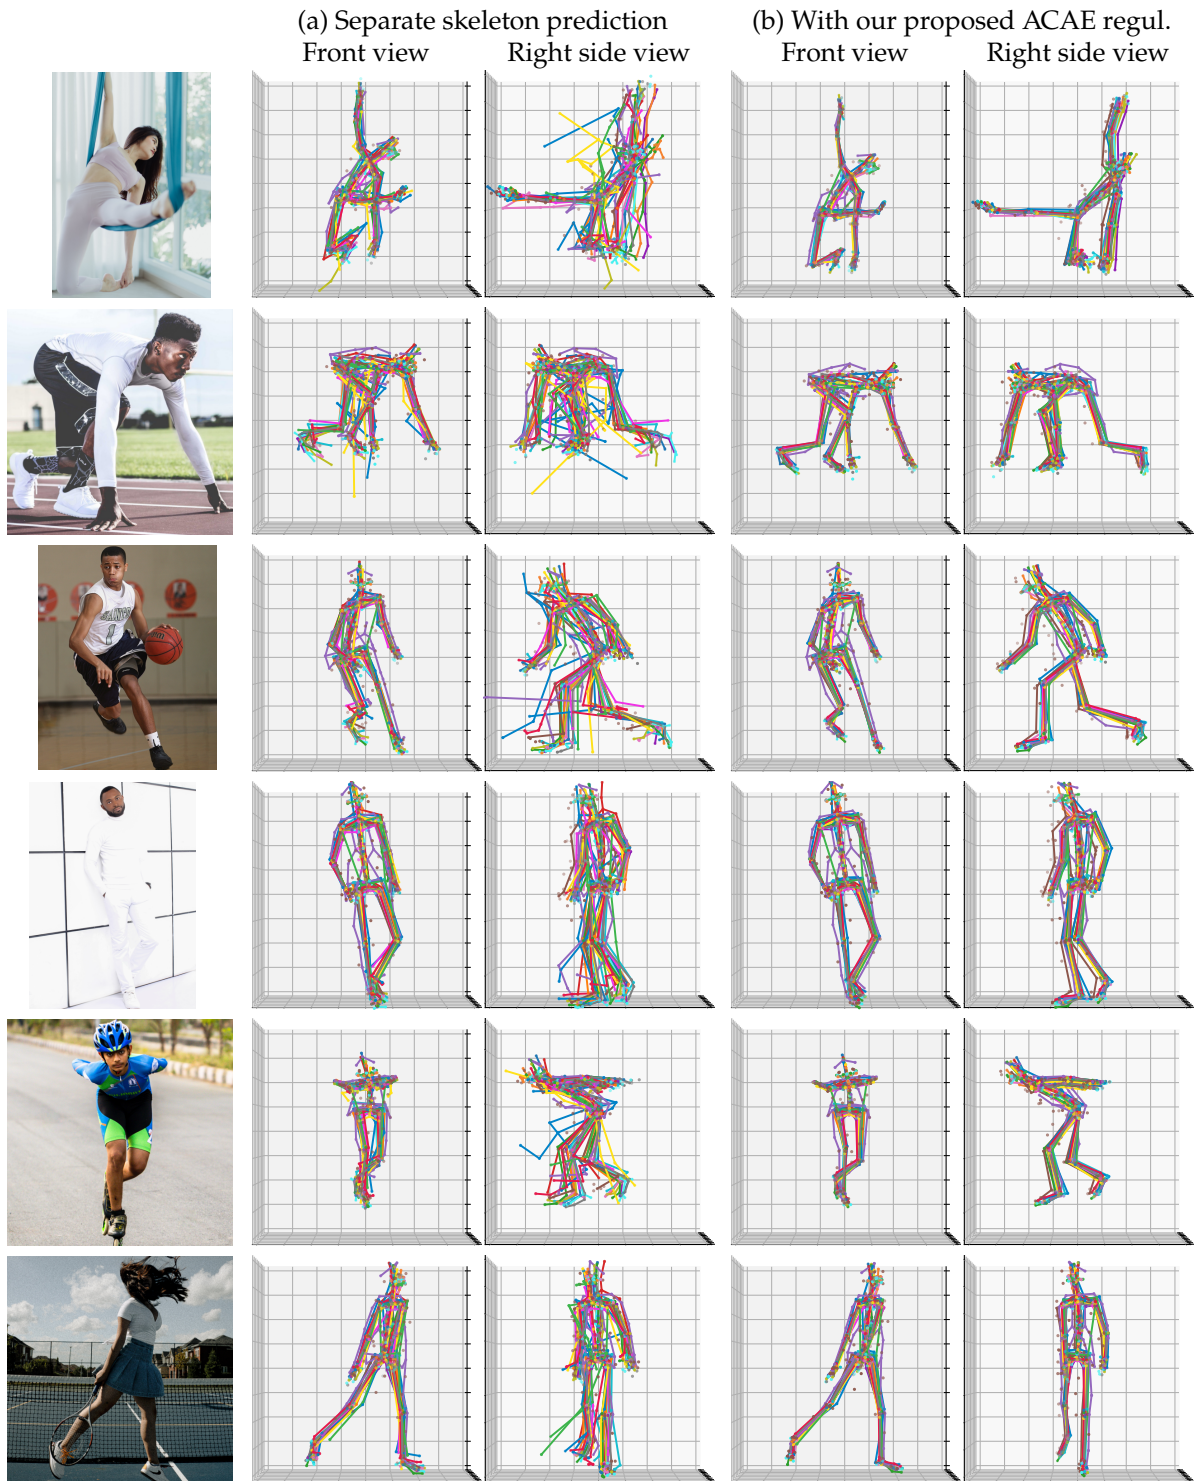 (a) Separate skeleton prediction
(b) With our proposed ACAE regul.
Front view
Right side view
Front view
Right side view